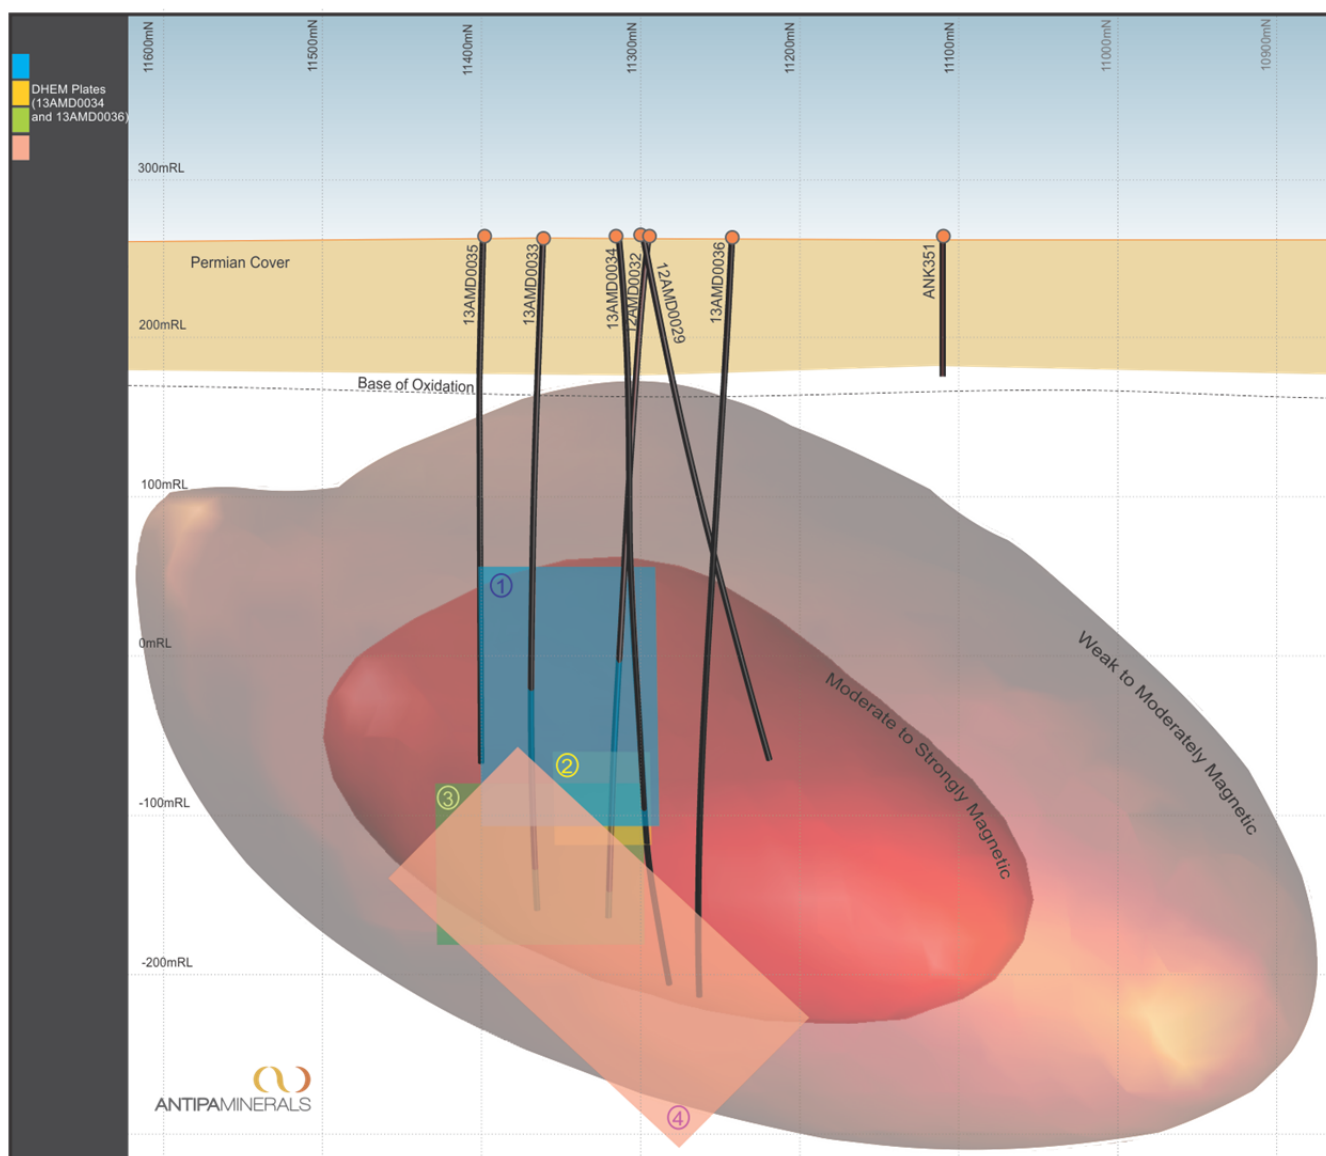 11600mN
11500mN
11400mN
11300mN
11200mN
11100mN
11000mN
10900mN
DHEM Plates
(13AMD0034
and 13AMD0036)
300mRL
Permian Cover
13AMD0035
13AMD0033
13AMD0034
12AMD0032
12AMD0029
13AMD0036
ANK351
200mRL
Base of Oxidation
100mRL
1
0mRL
Weak to Moderately Magnetic
Moderate to Strongly Magnetic
2
3
-100mRL
-200mRL
ANTIPAMINERALS
4